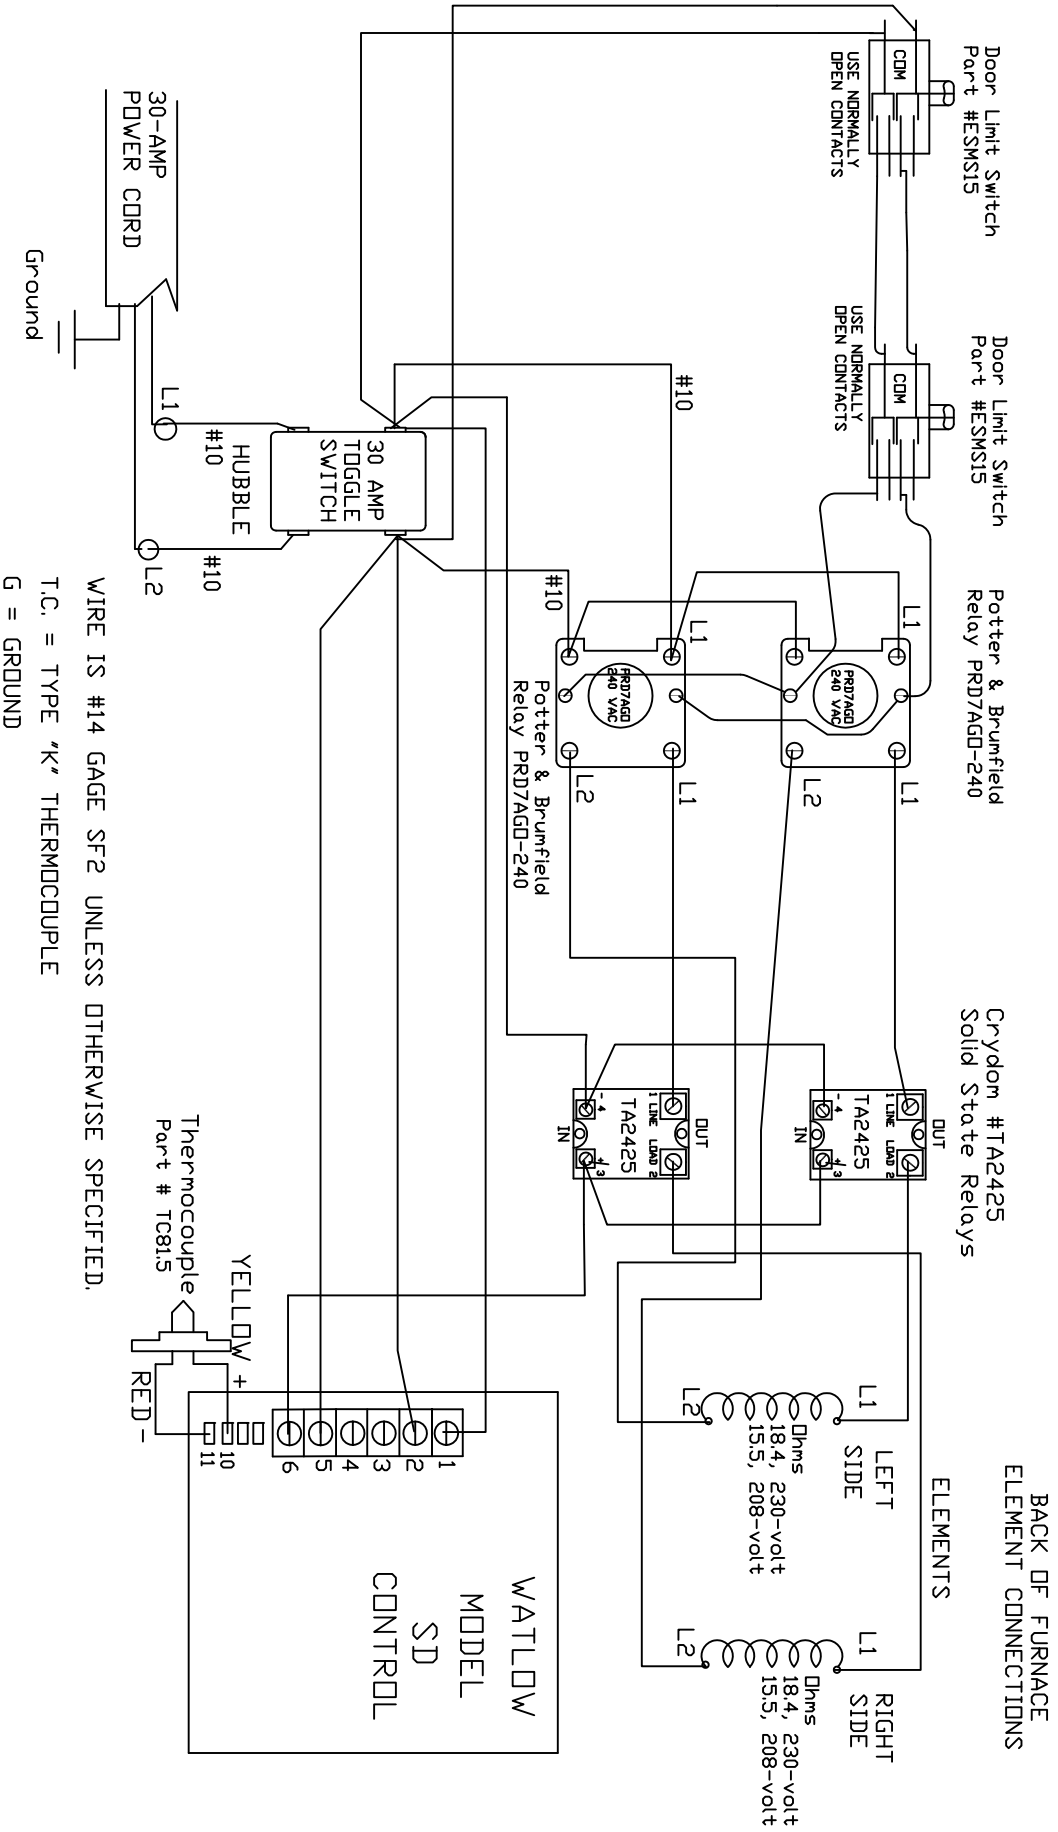 BACK OF FURNACE
ELEMENT CONNECTIONS
Door Limit Switch
Part #ESMS15
COM
USE NORMALLY
OPEN CONTACTS
Door Limit Switch
Part #ESMS15
COM
USE NORMALLY
OPEN CONTACTS
Potter & Brumfield
Relay PRD7AGO-240
L1
PRD7AGO
240 VAC
L1
L2
Crydom #TA2425
Solid State Relays
OUT
1 LINE LOAD 2
TA2425
- 4
+ 3
IN
ELEMENTS
L1
LEFT
SIDE
Ohms
18.4, 230-volt
15.5, 208-volt
L2
L1
RIGHT
SIDE
Ohms
18.4, 230-volt
15.5, 208-volt
L2
#10
L1
PRD7AGO
240 VAC
#10
L1
L2
Potter & Brumfield
Relay PRD7AGO-240
OUT
1 LINE LOAD 2
TA2425
- 4
+ 3
IN
30 AMP
TOGGLE
SWITCH
HUBBLE
#10
#10
L1
L2
30-AMP
POWER CORD
Ground
WATLOW
MODEL
SD
CONTROL
1
2
3
4
5
6
10
11
YELLOW +
RED -
Thermocouple
Part # TC81.5
WIRE IS #14 GAGE SF2 UNLESS OTHERWISE SPECIFIED.
T.C. = TYPE "K" THERMOCOUPLE
G = GROUND